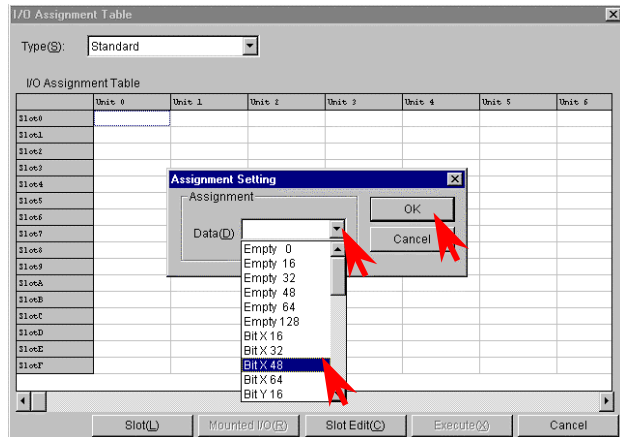 I/O Assignment Table
Type(S): Standard
I/O Assignment Table
Unit 0 Unit 1 Unit 2 Unit 3 Unit 4 Unit 5 Unit 6
Slot0
Slot1
Slot2
Slot3
Slot4
Slot5
Slot6
Slot7
Slot8
Slot9
SlotA
SlotB
SlotC
SlotD
SlotE
SlotF
Assignment Setting
Assignment
Data(D)
OK
Cancel
Empty 0
Empty 16
Empty 32
Empty 48
Empty 64
Empty 128
Bit X 16
Bit X 32
Bit X 48
Bit X 64
Bit Y 16
Slot(L) Mounted I/O(R) Slot Edit(C) Execute(X) Cancel